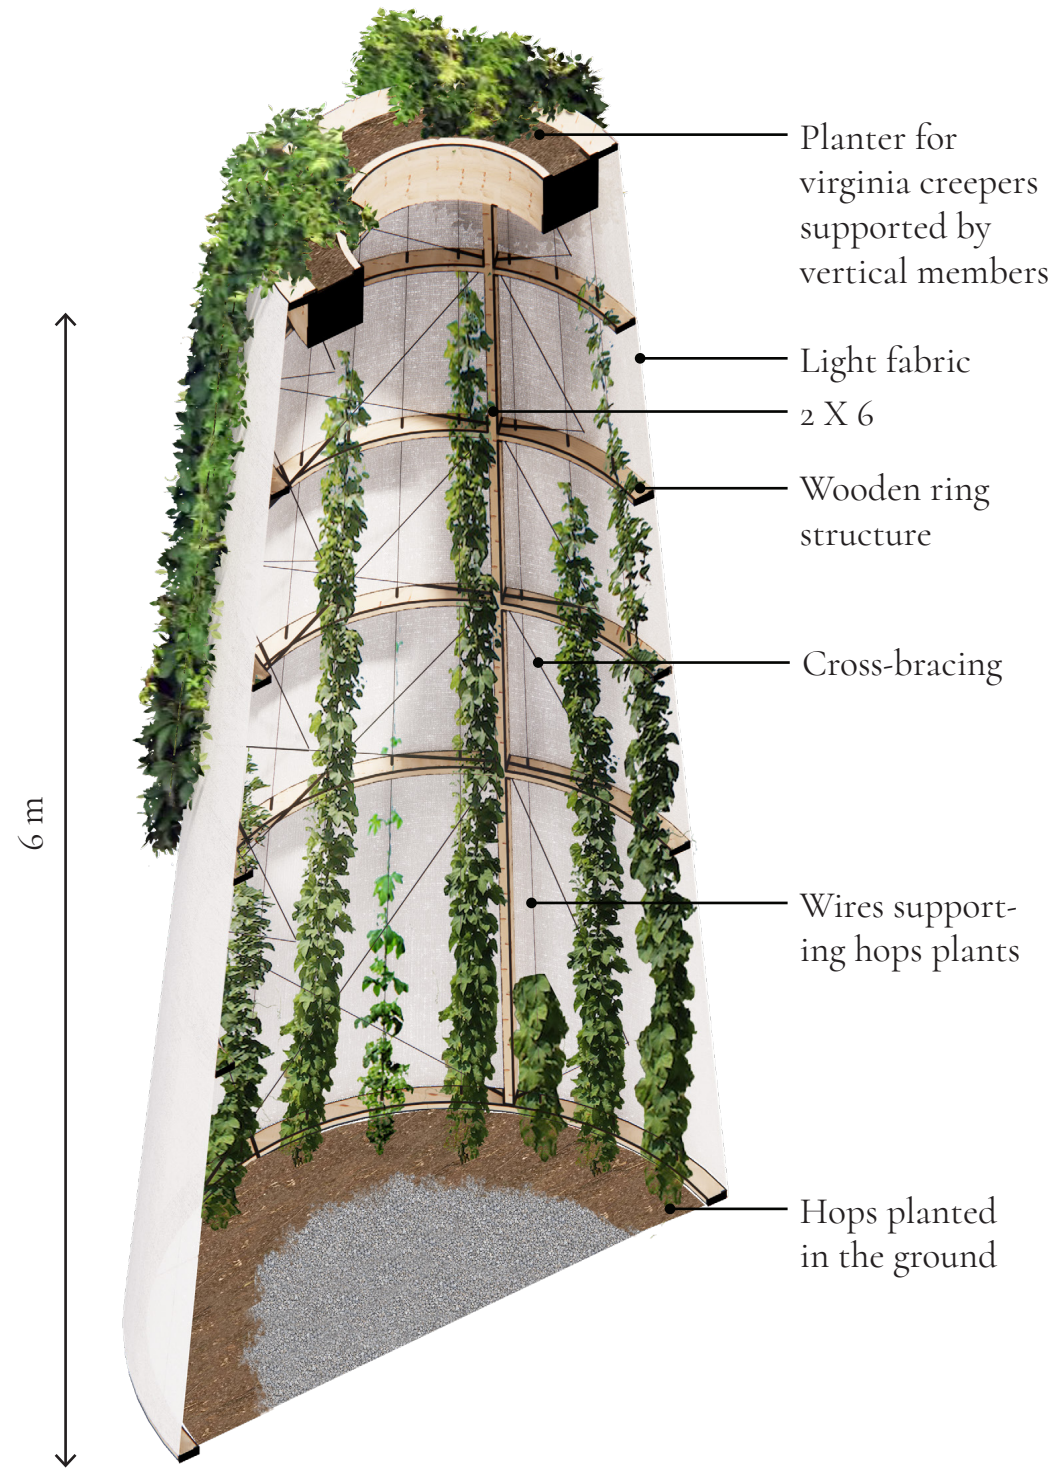 Planter for
virginia creepers
supported by
vertical members
Light fabric
2 X 6
Wooden ring
structure
Cross-bracing
6 m
Wires support-
ing hops plants
Hops planted
in the ground